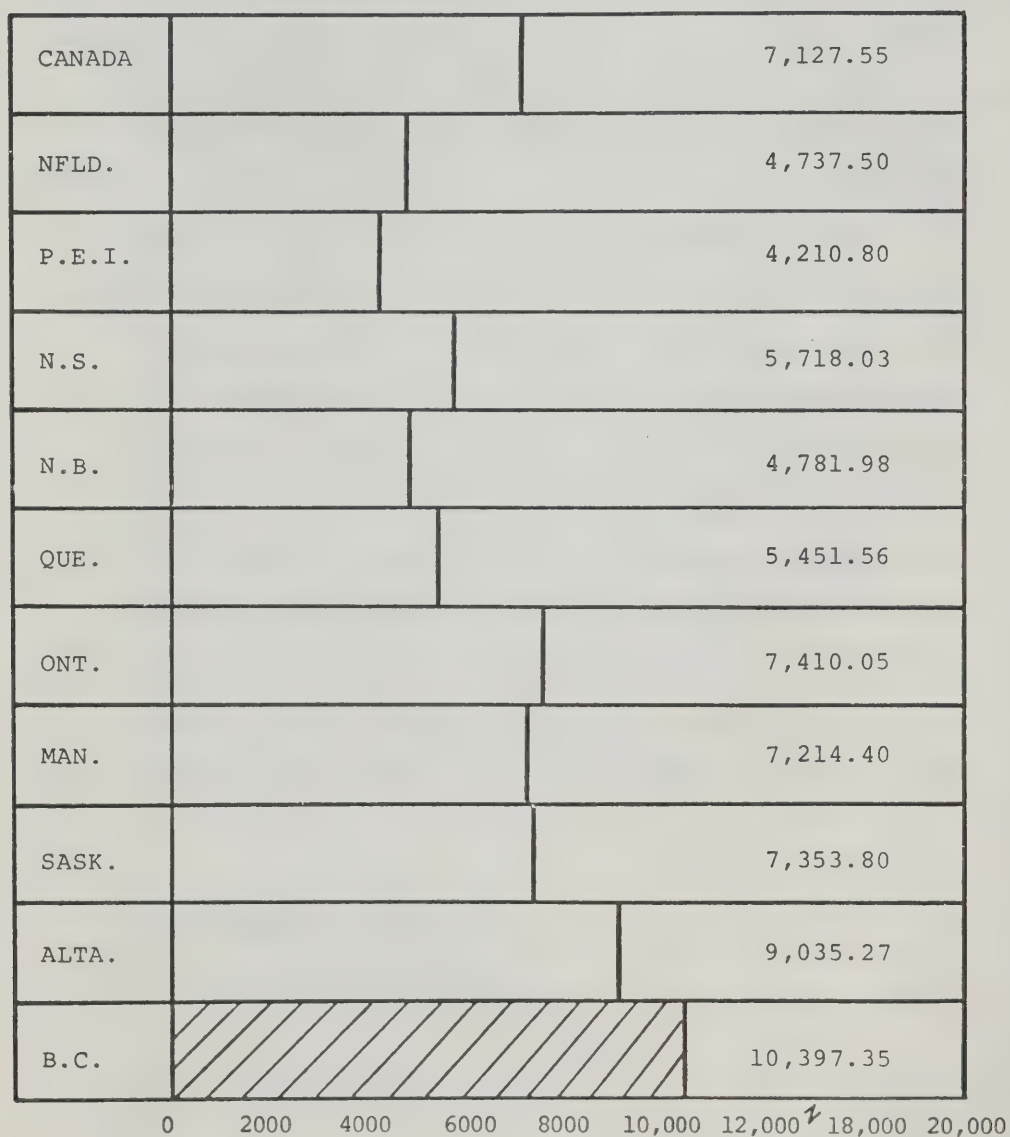 CANADA 7,127.55
NFLD. 4,737.50
P.E.I. 4,210.80
N.S. 5,718.03
N.B. 4,781.98
QUE. 5,451.56
ONT. 7,410.05
MAN. 7,214.40
SASK. 7,353.80
ALTA. 9,035.27
B.C. 10,397.35
0 2000 4000 6000 8000 10,000 12,000 18,000 20,000